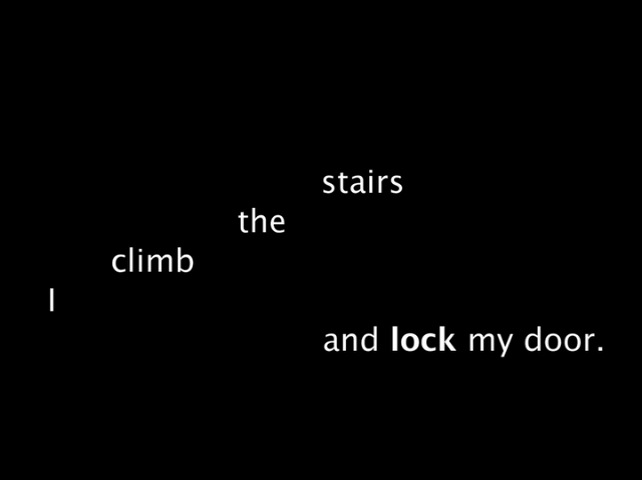 I
climb
the
stairs
and lock my door.